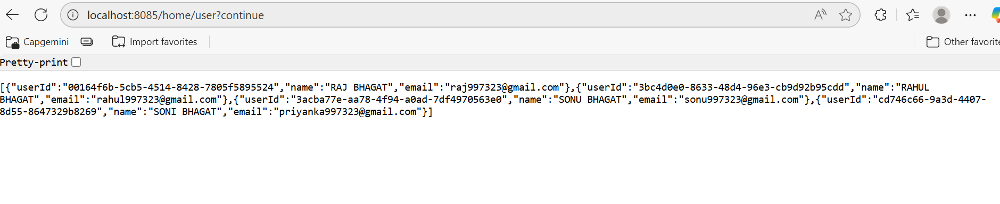 localhost:8085/home/user?continue
Capgemini
Import favorites
Other favorite
Pretty-print
[{"userId":"00164f6b-5cb5-4514-8428-7805f5895524","name":"RAJ BHAGAT","email":"raj997323@gmail.com"},{"userId":"3bc4d0e0-8633-48d4-96e3-cb9d92b95cdd","name":"RAHUL
BHAGAT","email":"rahul997323@gmail.com"},{"userId":"3acba77e-aa78-4f94-a0ad-7df4970563e0","name":"SONU BHAGAT","email":"sonu997323@gmail.com"},{"userId":"cd746c66-9a3d-4407-
8d55-8647329b8269","name":"SONI BHAGAT","email":"priyanka997323@gmail.com"}]